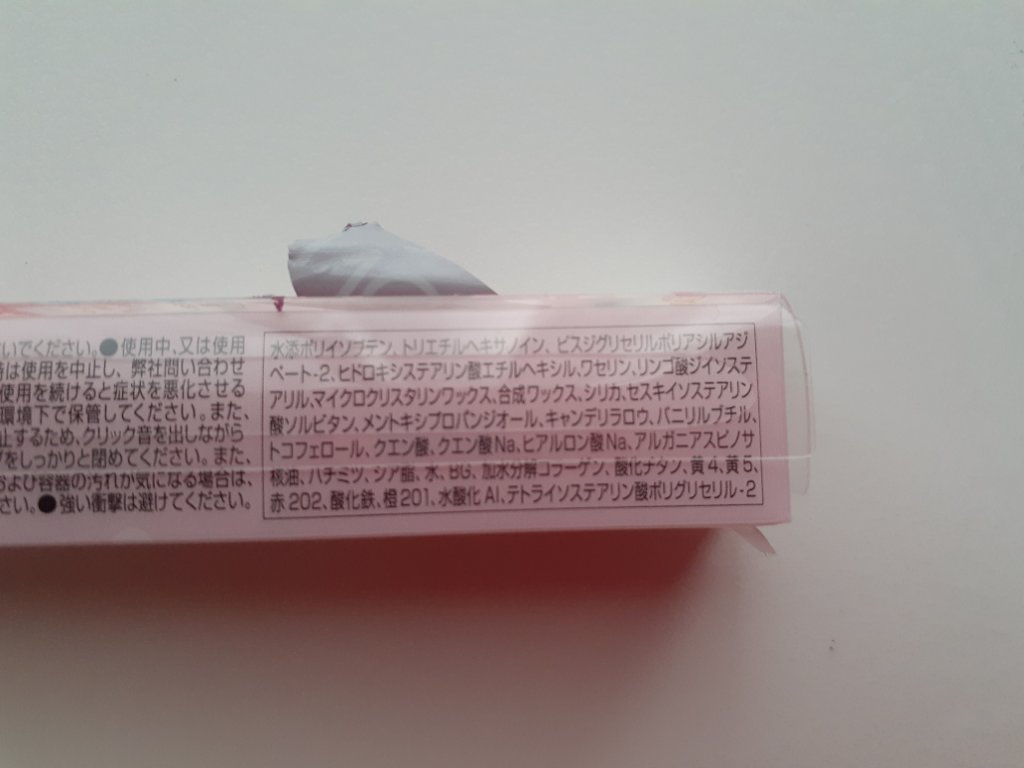 いでください。●使用中、又は使用
は使用を中止し、弊社問い合わせ
使用を続けると症状を悪化させる
環境下で保管してください。また、
止するため、クリック音を出しながら
をしっかりと閉めてください。また、
および容器の汚れが気になる場合は、
さい。●強い衝撃は避けてください。
水添ポリイソブテン、トリエチルヘキサノイン、ビスジグリセリルポリアシルアジ
ペート-2、ヒドロキシステアリン酸エチルヘキシル、ワセリン、リンゴ酸ジイソステ
アリル、マイクロクリスタリンワックス、合成ワックス、シリカ、セスキイソステアリン
酸ソルビタン、メントキシプロパンジオール、キャンデリラロウ、バニリルブチル、
トコフェロール、クエン酸、クエン酸Na、ヒアルロン酸Na、アルガニアスピノサ
核油、ハチミツ、シア脂、水、BG、加水分解コラーゲン、酸化チタン、黄4、黄5、
赤202、酸化鉄、橙201、水酸化Al、テトライソステアリン酸ポリグリセリル-2